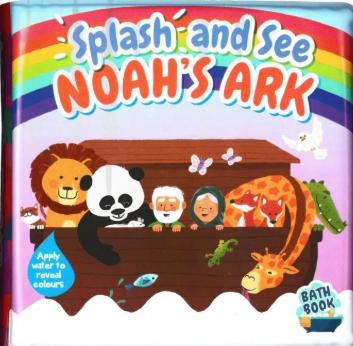 Splash and See
NOAH'S ARK
Apply
water to
reveal
colours
BATH
BOOK